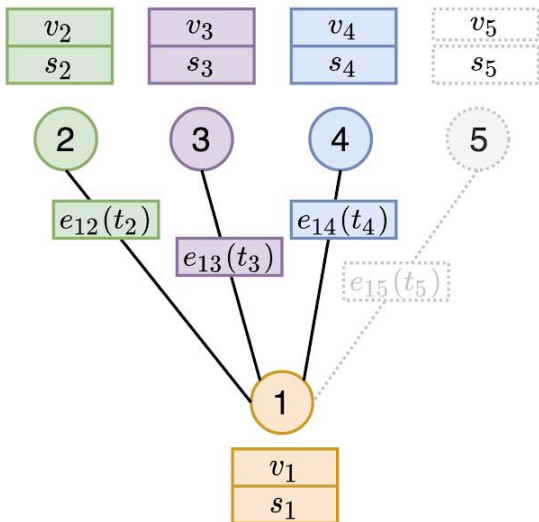 v₂ v₃ v₄ v₅
s₂ s₃ s₄ s₅
2 3 4 5
e₁₂(t₂) e₁₃(t₃) e₁₄(t₄) e₁₅(t₅)
1
v₁
s₁